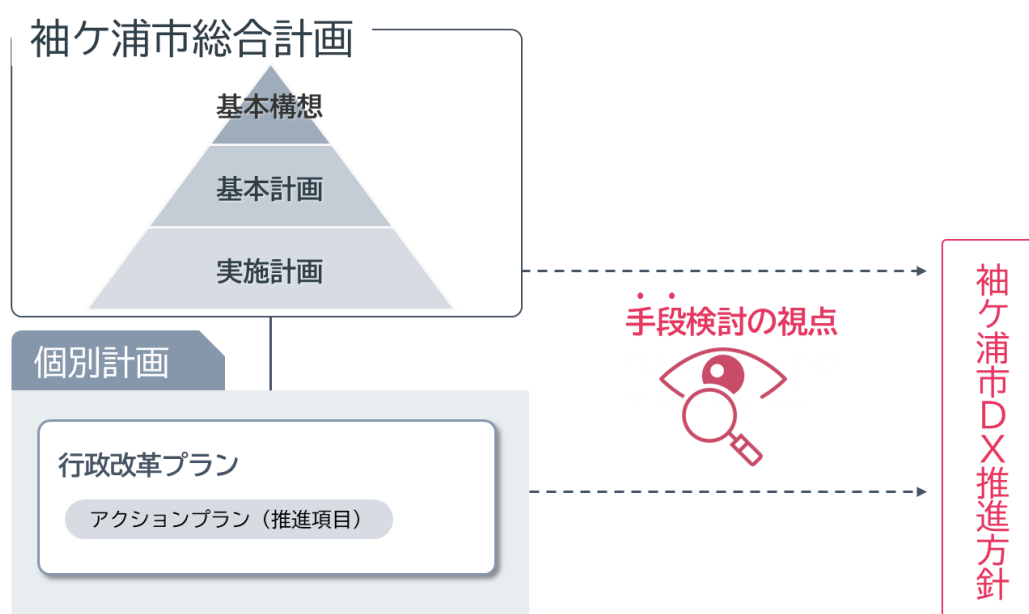 袖ケ浦市総合計画
基本構想
基本計画
実施計画
手段検討の視点
個別計画
行政改革プラン
アクションプラン（推進項目）
袖ケ浦市ＤＸ推進方針